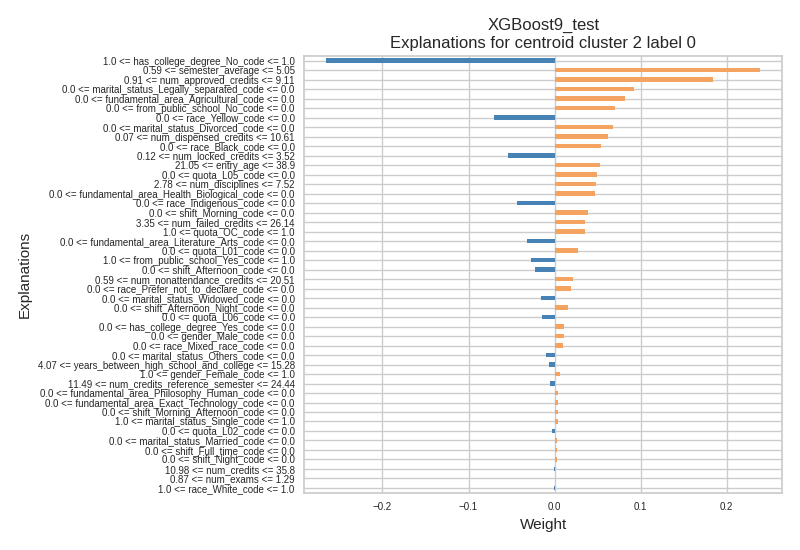 XGBoost9_test
Explanations for centroid cluster 2 label 0
1.0 <= has_college_degree_No_code <= 1.0
0.59 <= semester_average <= 5.05
0.91 <= num_approved_credits <= 9.11
0.0 <= marital_status_Legally_separated_code <= 0.0
0.0 <= fundamental_area_Agricultural_code <= 0.0
0.0 <= from_public_school_No_code <= 0.0
0.0 <= race_Yellow_code <= 0.0
0.0 <= marital_status_Divorced_code <= 0.0
0.07 <= num_dispensed_credits <= 10.61
0.0 <= race_Black_code <= 0.0
0.12 <= num_locked_credits <= 3.52
21.05 <= entry_age <= 38.9
0.0 <= quota_L05_code <= 0.0
2.78 <= num_disciplines <= 7.52
0.0 <= fundamental_area_Health_Biological_code <= 0.0
0.0 <= race_Indigenous_code <= 0.0
0.0 <= shift_Morning_code <= 0.0
3.35 <= num_failed_credits <= 26.14
1.0 <= quota_OC_code <= 1.0
0.0 <= fundamental_area_Literature_Arts_code <= 0.0
0.0 <= quota_L01_code <= 0.0
1.0 <= from_public_school_Yes_code <= 1.0
0.0 <= shift_Afternoon_code <= 0.0
0.59 <= num_nonattendance_credits <= 20.51
0.0 <= race_Prefer_not_to_declare_code <= 0.0
0.0 <= marital_status_Widowed_code <= 0.0
0.0 <= shift_Afternoon_Night_code <= 0.0
0.0 <= quota_L06_code <= 0.0
0.0 <= has_college_degree_Yes_code <= 0.0
0.0 <= gender_Male_code <= 0.0
0.0 <= race_Mixed_race_code <= 0.0
0.0 <= marital_status_Others_code <= 0.0
4.07 <= years_between_high_school_and_college <= 15.28
1.0 <= gender_Female_code <= 1.0
11.49 <= num_credits_reference_semester <= 24.44
0.0 <= fundamental_area_Philosophy_Human_code <= 0.0
0.0 <= fundamental_area_Exact_Technology_code <= 0.0
0.0 <= shift_Morning_Afternoon_code <= 0.0
1.0 <= marital_status_Single_code <= 1.0
0.0 <= quota_L02_code <= 0.0
0.0 <= marital_status_Married_code <= 0.0
0.0 <= shift_Full_time_code <= 0.0
0.0 <= shift_Night_code <= 0.0
10.98 <= num_credits <= 35.8
0.87 <= num_exams <= 1.29
1.0 <= race_White_code <= 1.0
Explanations
−0.2 −0.1 0.0 0.1 0.2
Weight